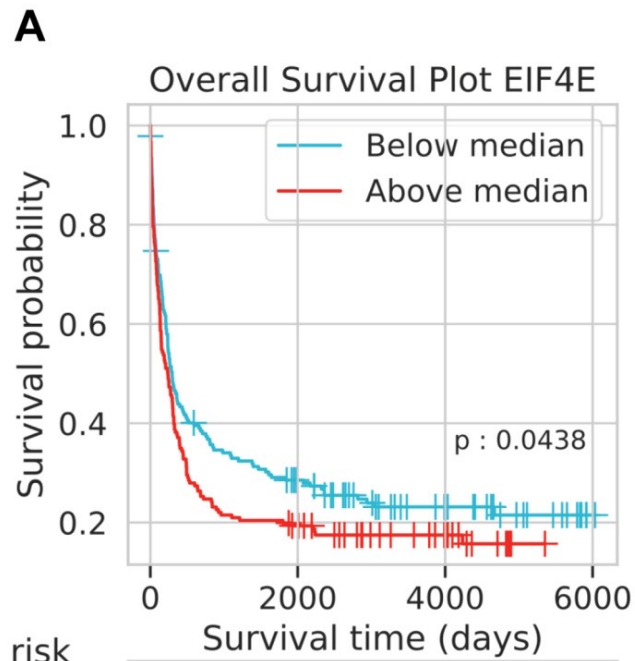 A
Overall Survival Plot EIF4E
1.0
Below median
Above median
0.8
0.6
0.4
p : 0.0438
0.2
Survival probability
0 2000 4000 6000
Survival time (days)
risk